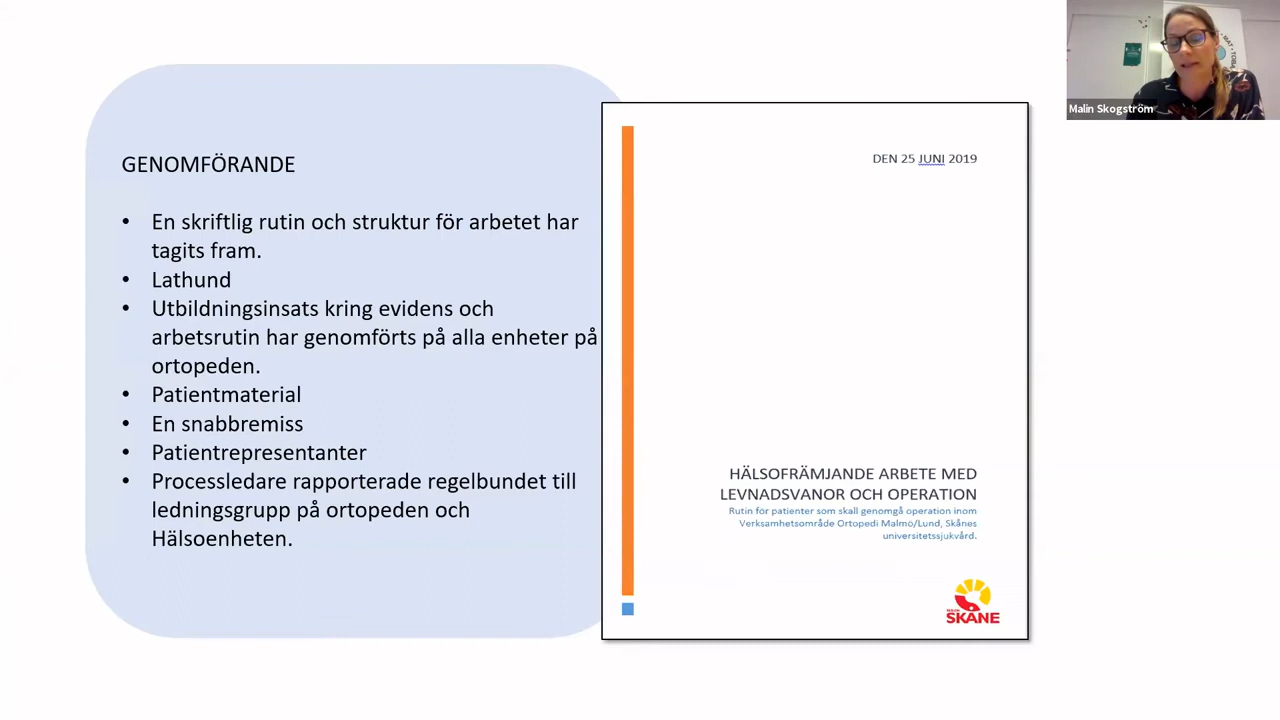 GENOMFÖRANDE
• En skriftlig rutin och struktur för arbetet har
tagits fram.
• Lathund
• Utbildningsinsats kring evidens och
arbetsrutin har genomförts på alla enheter på
ortopeden.
• Patientmaterial
• En snabbremiss
• Patientrepresentanter
• Processledare rapporterade regelbundet till
ledningsgrupp på ortopeden och
Hälsoenheten.
DEN 25 JUNI 2019
HÄLSOFRÄMJANDE ARBETE MED
LEVNADSVANOR OCH OPERATION
Rutin för patienter som skall genomgå operation inom
Verksamhetsområde Ortopedi Malmö/Lund, Skånes
universitetssjukvård.
REGION
SKÅNE
Malin Skogström
MAT • TOBA